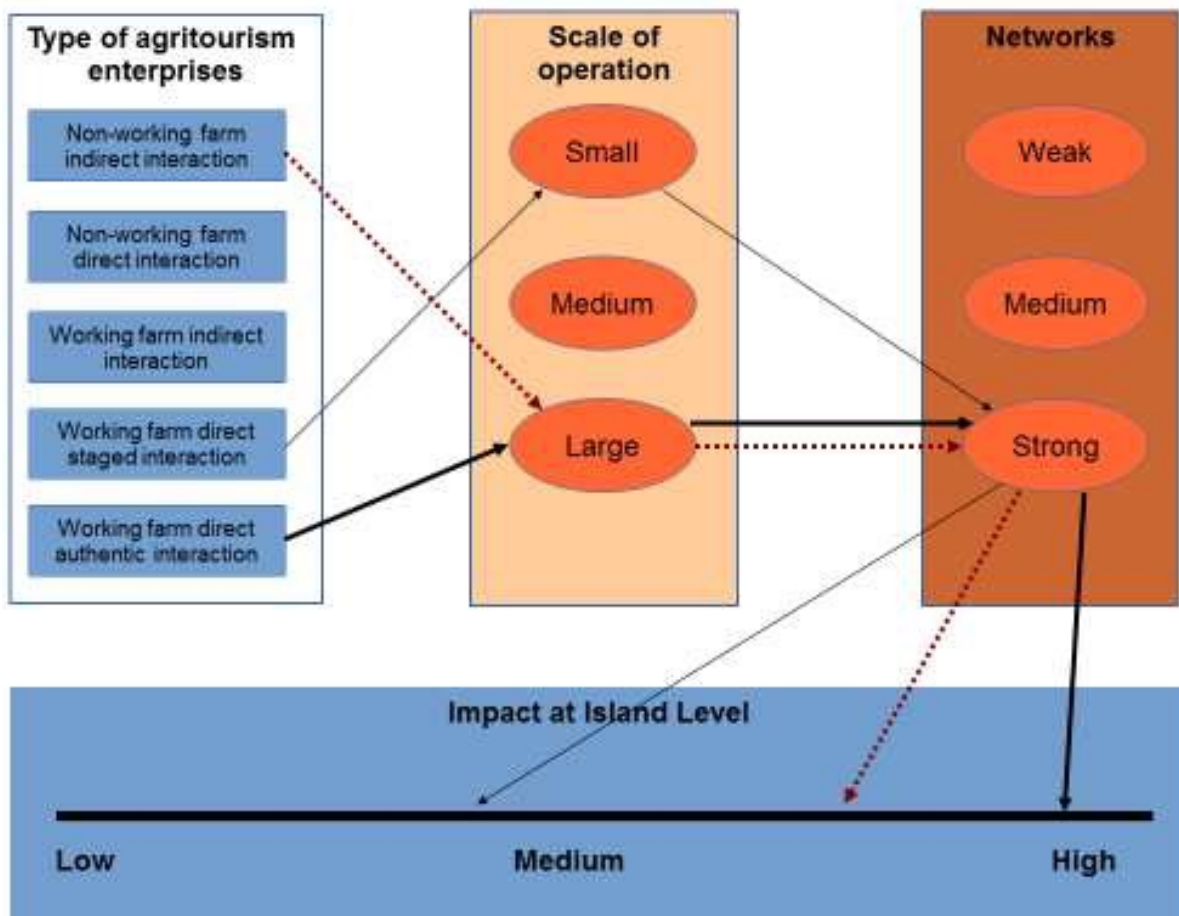 Type of agritourism
enterprises
Non-working farm
indirect interaction
Non-working farm
direct interaction
Working farm indirect
interaction
Working farm direct
staged interaction
Working farm direct
authentic interaction
Scale of
operation
Small
Medium
Large
Networks
Weak
Medium
Strong
Impact at Island Level
Low
Medium
High